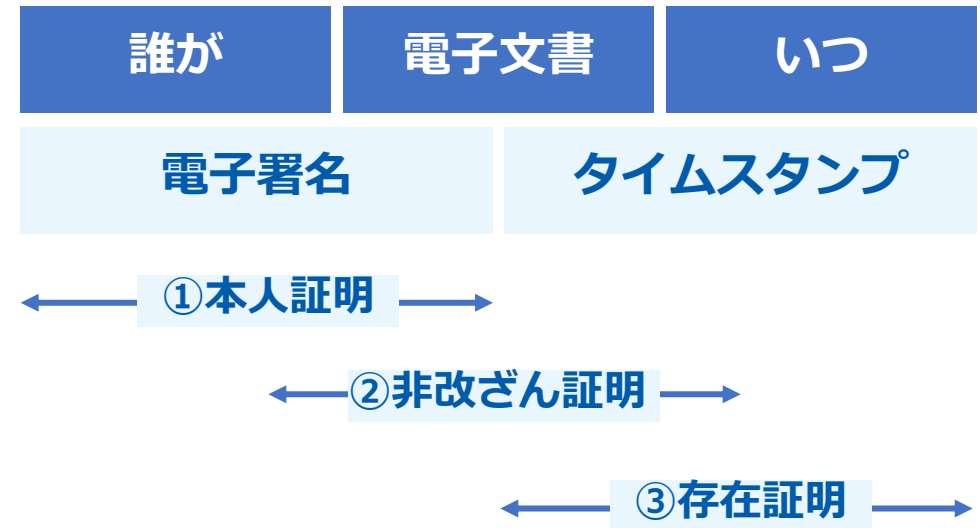 誰が
電子文書
いつ
電子署名
タイムスタンプ
①本人証明
②非改ざん証明
③存在証明